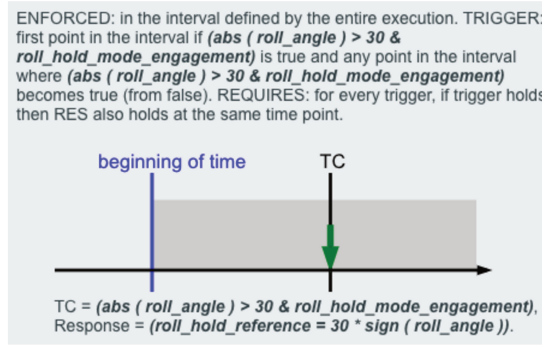 ENFORCED: in the interval defined by the entire execution. TRIGGER:
first point in the interval if (abs ( roll_angle ) > 30 &
roll_hold_mode_engagement) is true and any point in the interval
where (abs ( roll_angle ) > 30 & roll_hold_mode_engagement)
becomes true (from false). REQUIRES: for every trigger, if trigger holds
then RES also holds at the same time point.
beginning of time
TC
TC = (abs ( roll_angle ) > 30 & roll_hold_mode_engagement),
Response = (roll_hold_reference = 30 * sign ( roll_angle )).